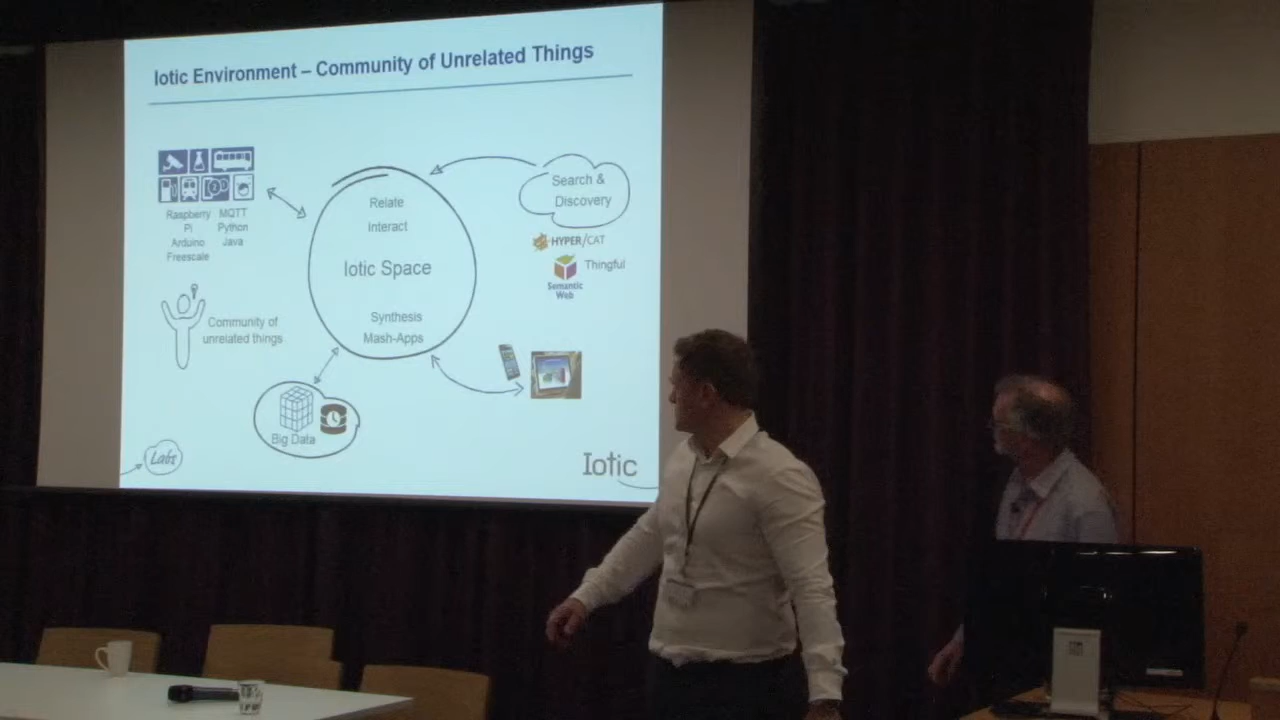 Iotic Environment – Community of Unrelated Things
Raspberry
Pi
Arduino
Freescale
MQTT
Python
Java
Relate
Interact
Iotic Space
Synthesis
Mash-Apps
Search &
Discovery
HYPER/CAT
Thingful
Semantic
Web
Community of
unrelated things
Big Data
Labs
Iotic